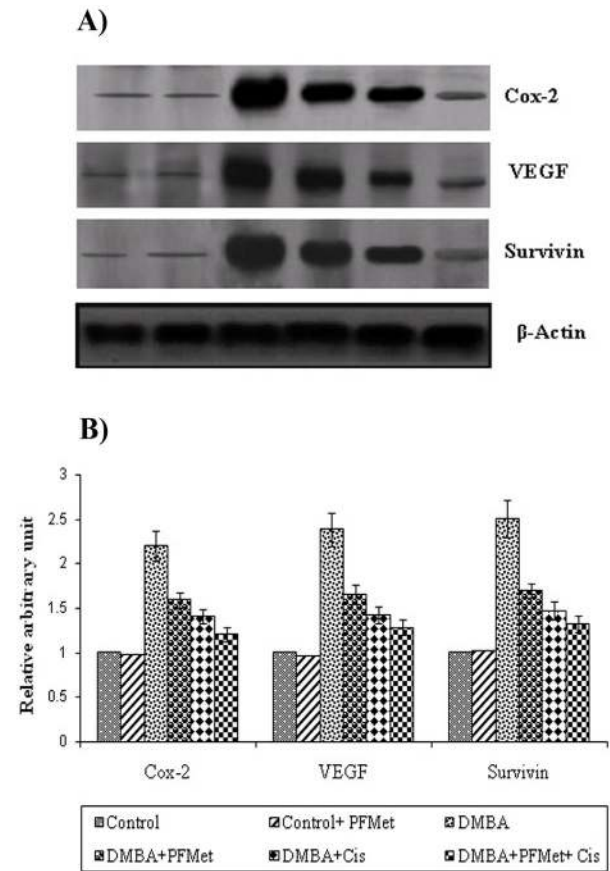 A)
Cox-2
VEGF
Survivin
β-Actin
B)
3
2.5
2
1.5
1
0.5
0
Relative arbitrary unit
Cox-2 VEGF Survivin
Control Control+ PFMet DMBA
DMBA+PFMet DMBA+Cis DMBA+PFMet+ Cis